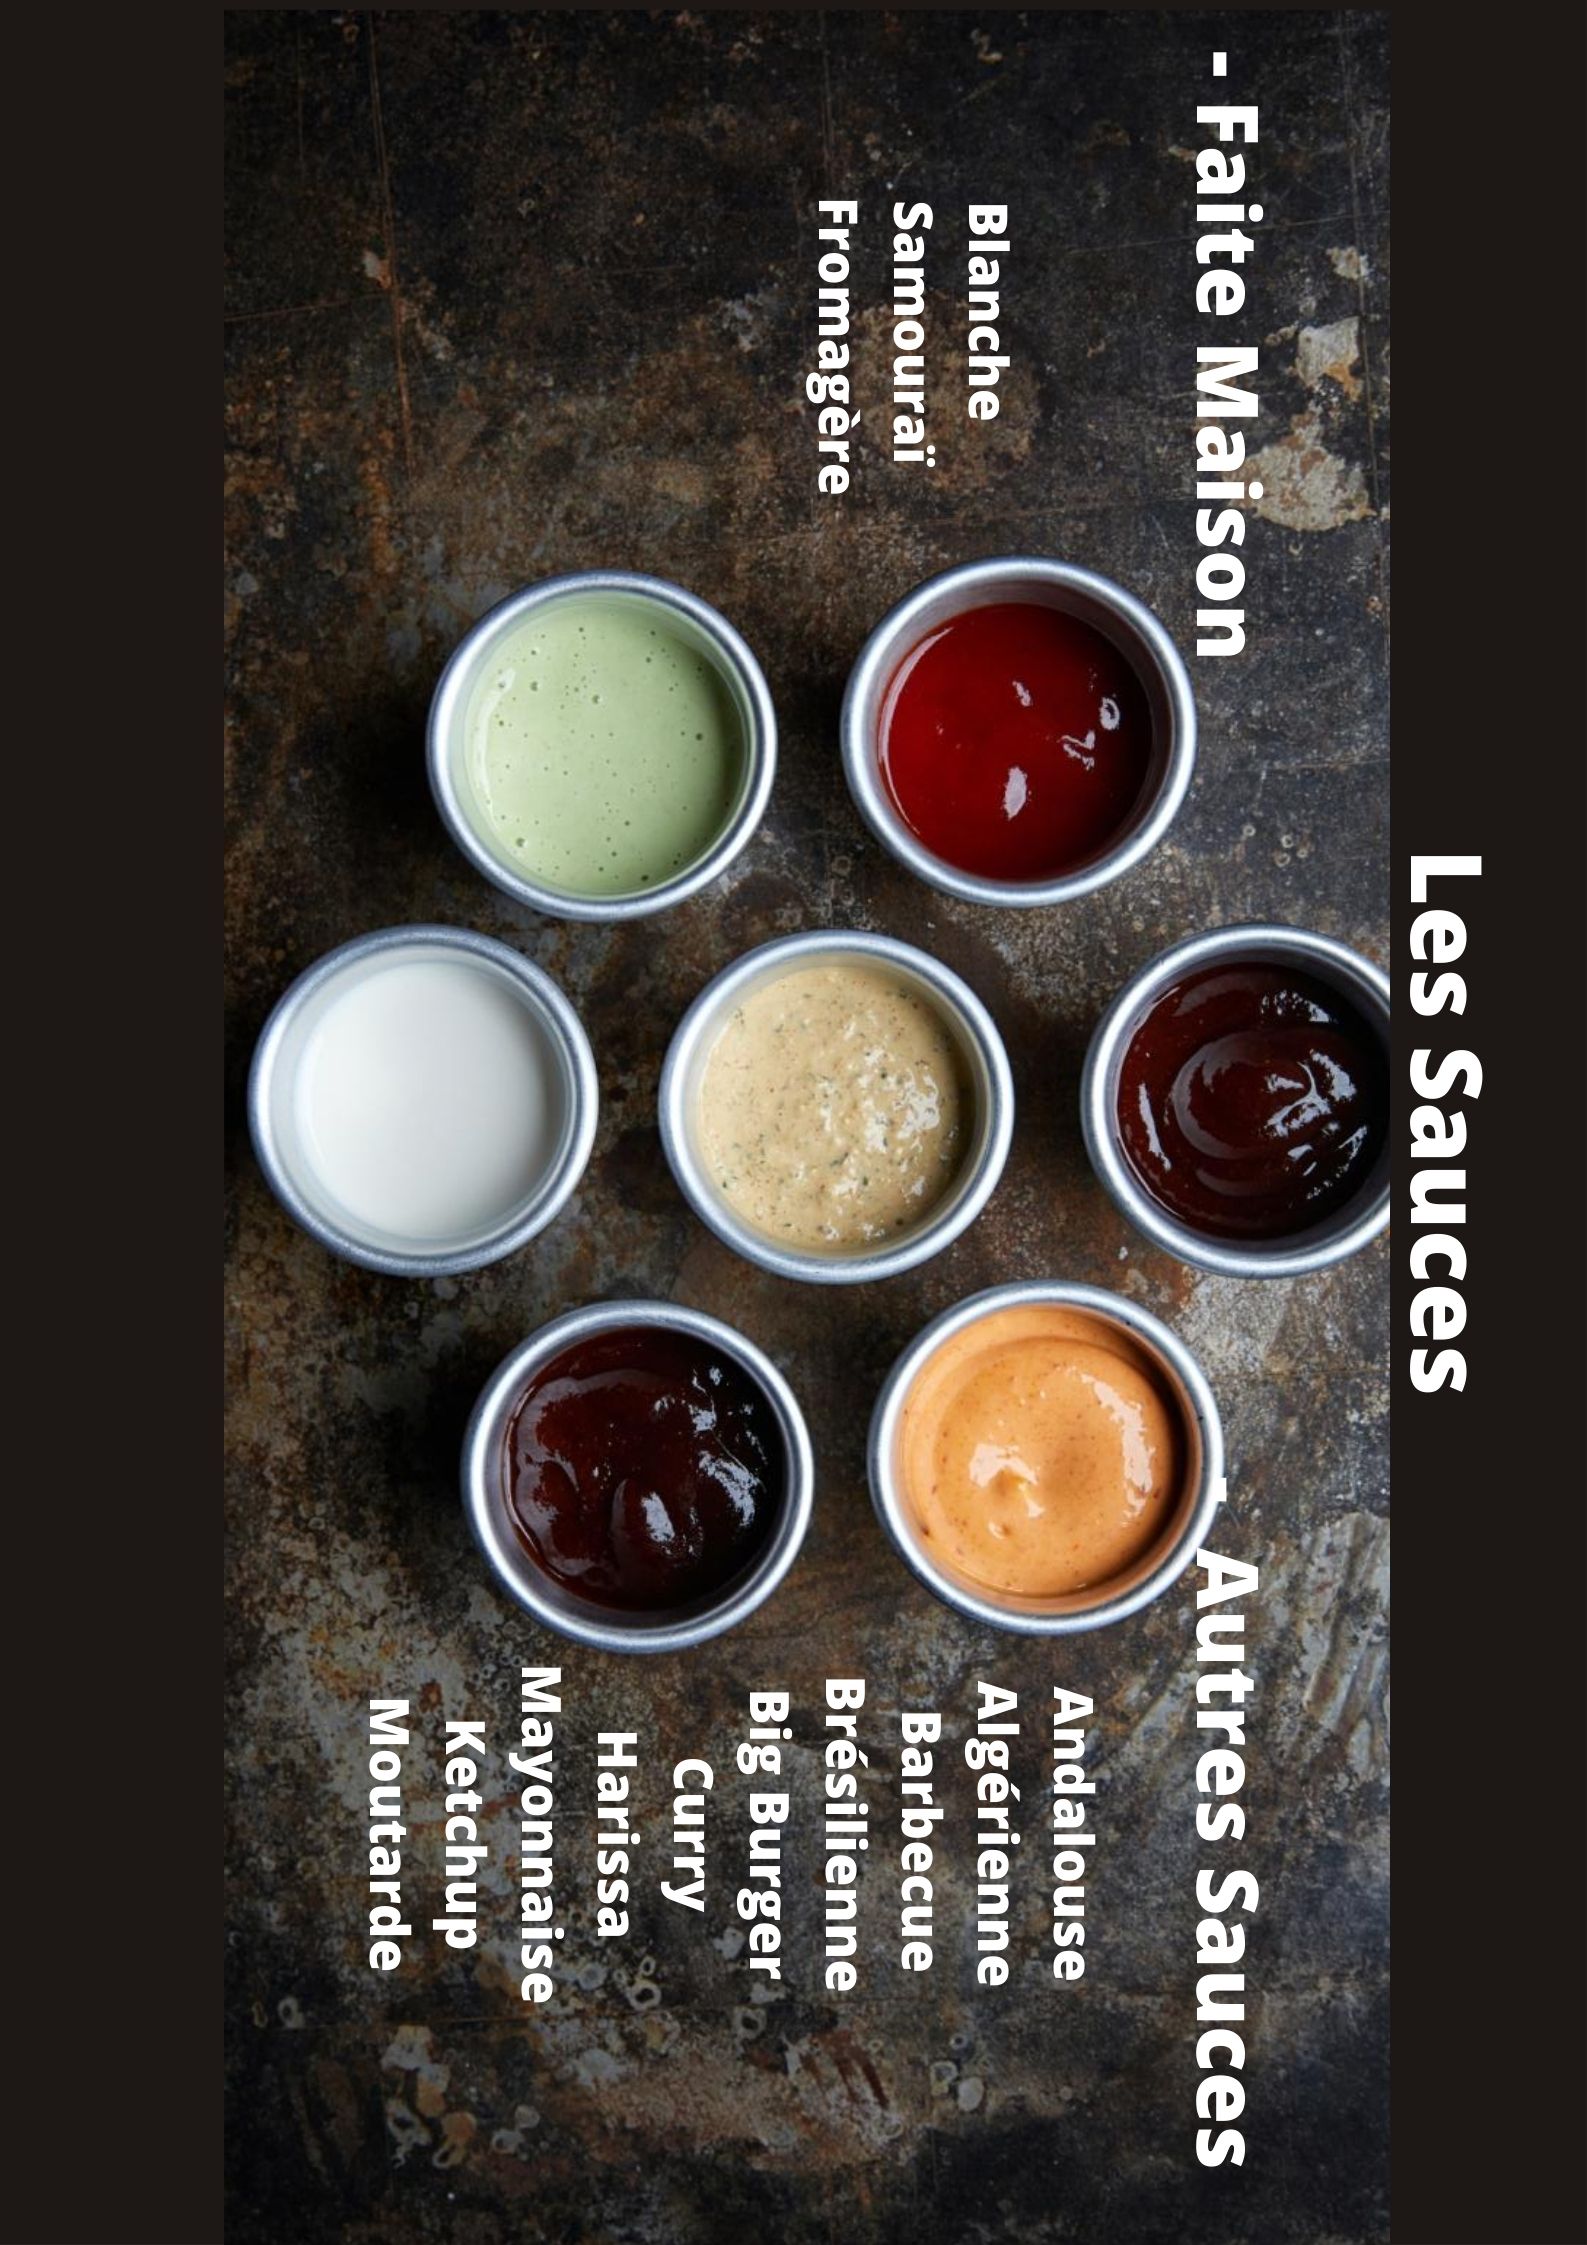 Les Sauces
- Faite Maison
Blanche
Samouraï
Fromagère
- Autres Sauces
Andalouse
Algérienne
Barbecue
Brésilienne
Big Burger
Curry
Harissa
Mayonnaise
Ketchup
Moutarde